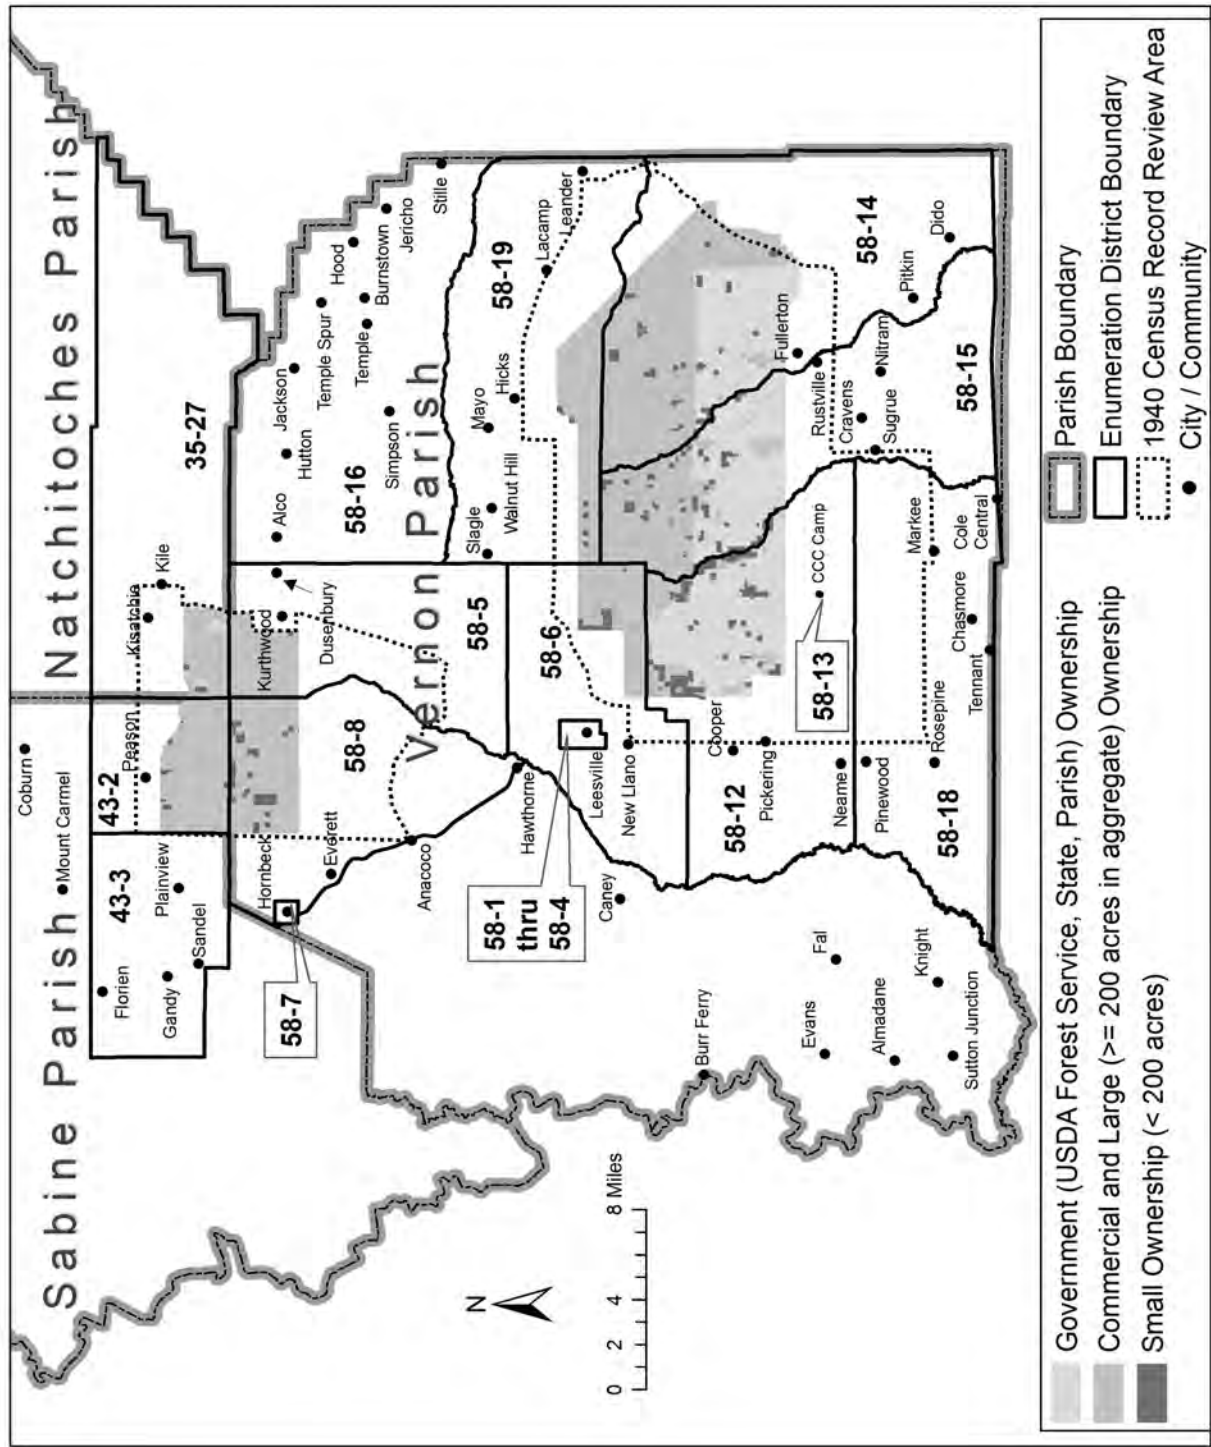 Sabine Parish
Natchitoches Parish
Coburn
Mount Carmel
43-3
43-2
35-27
Florien
Gandy
Plainview
Sandel
Peason
Kisatchie
Kile
58-7
Hornbeck
Everett
58-8
Kurthwood
Dusenbury
Alco
Hutton
Jackson
Temple Spur
Hood
Temple
Burnstown
Jericho
Stille
58-16
Simpson
Vernon Parish
Anacoco
Hawthorne
58-5
58-6
Slagle
Walnut Hill
Mayo
Hicks
58-19
Lacamp
Leander
58-1
thru
58-4
Leesville
New Llano
Caney
Burr Ferry
58-12
Cooper
Pickering
Neame
Pinewood
58-13
CCC Camp
Fullerton
Rustville
Cravens
Sugrue
Nitram
Pitkin
58-14
Dido
58-15
Evans
Fal
Almadane
Knight
Sutton Junction
58-18
Rosepine
Markee
Tennant
Chasmore
Cole
Central
N
0 2 4 8 Miles
Government (USDA Forest Service, State, Parish) Ownership
Commercial and Large (>= 200 acres in aggregate) Ownership
Small Ownership (< 200 acres)
Parish Boundary
Enumeration District Boundary
1940 Census Record Review Area
City / Community